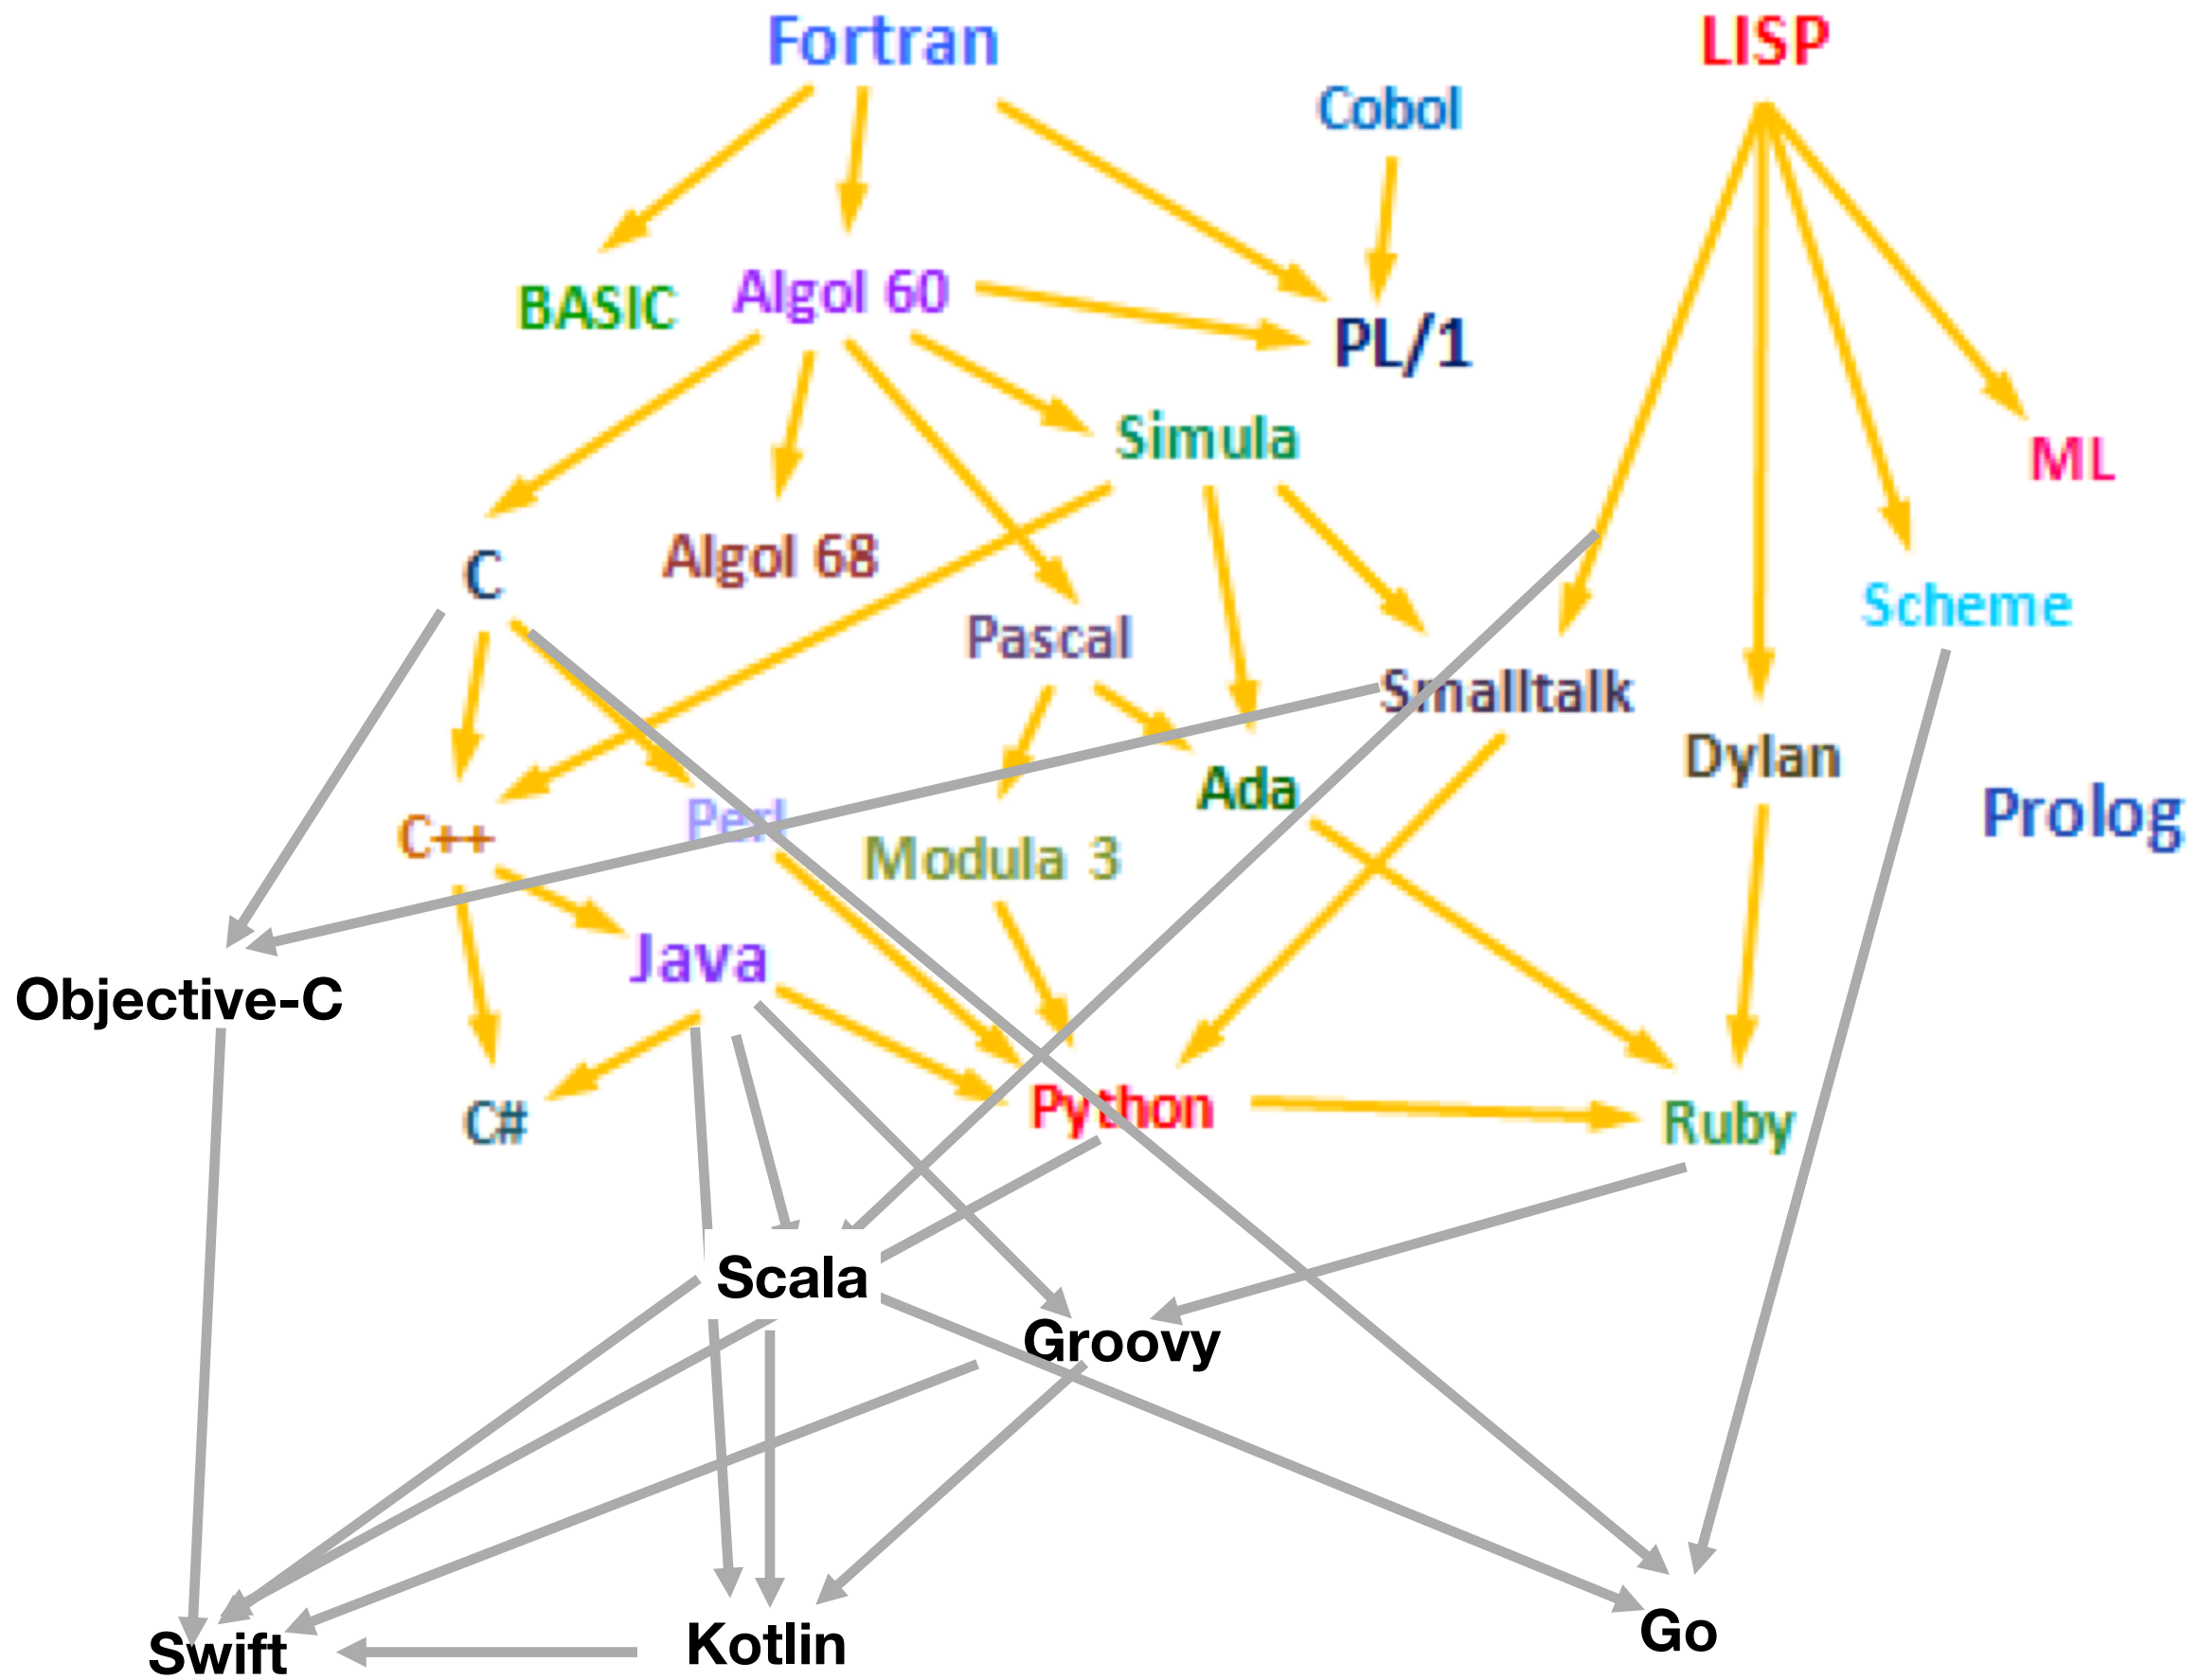 Fortran
LISP
Cobol
BASIC
Algol 60
PL/1
Simula
ML
C
Algol 68
Pascal
Scheme
Smalltalk
Dylan
Ada
Prolog
C++
Perl
Modula 3
Java
Objective-C
C#
Python
Ruby
Scala
Groovy
Go
Kotlin
Swift